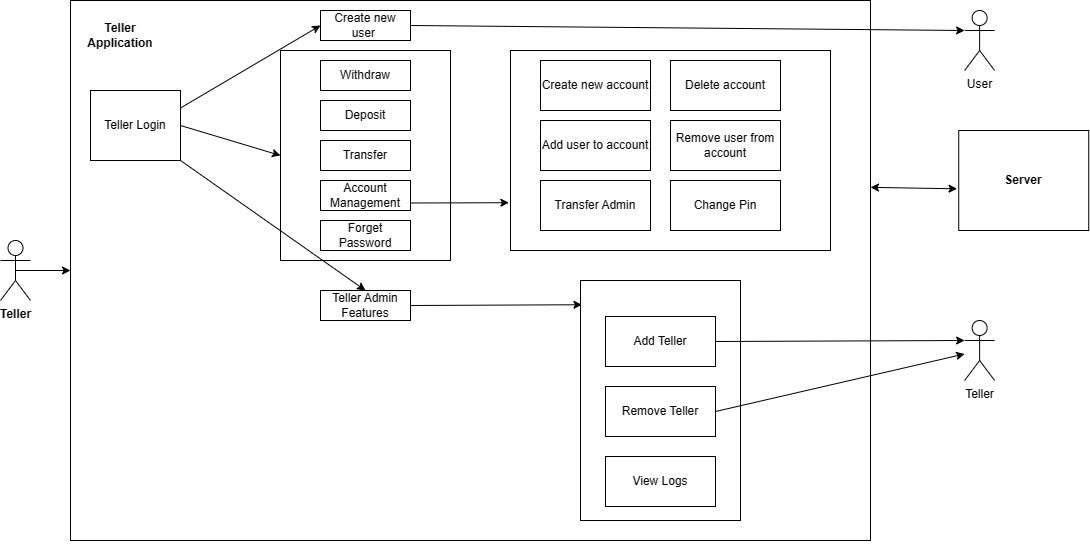 Teller
Application
Create new
user
User
Teller Login
Withdraw
Deposit
Transfer
Account
Management
Forget
Password
Create new account
Delete account
Add user to account
Remove user from
account
Transfer Admin
Change Pin
Server
Teller
Teller Admin
Features
Add Teller
Remove Teller
View Logs
Teller